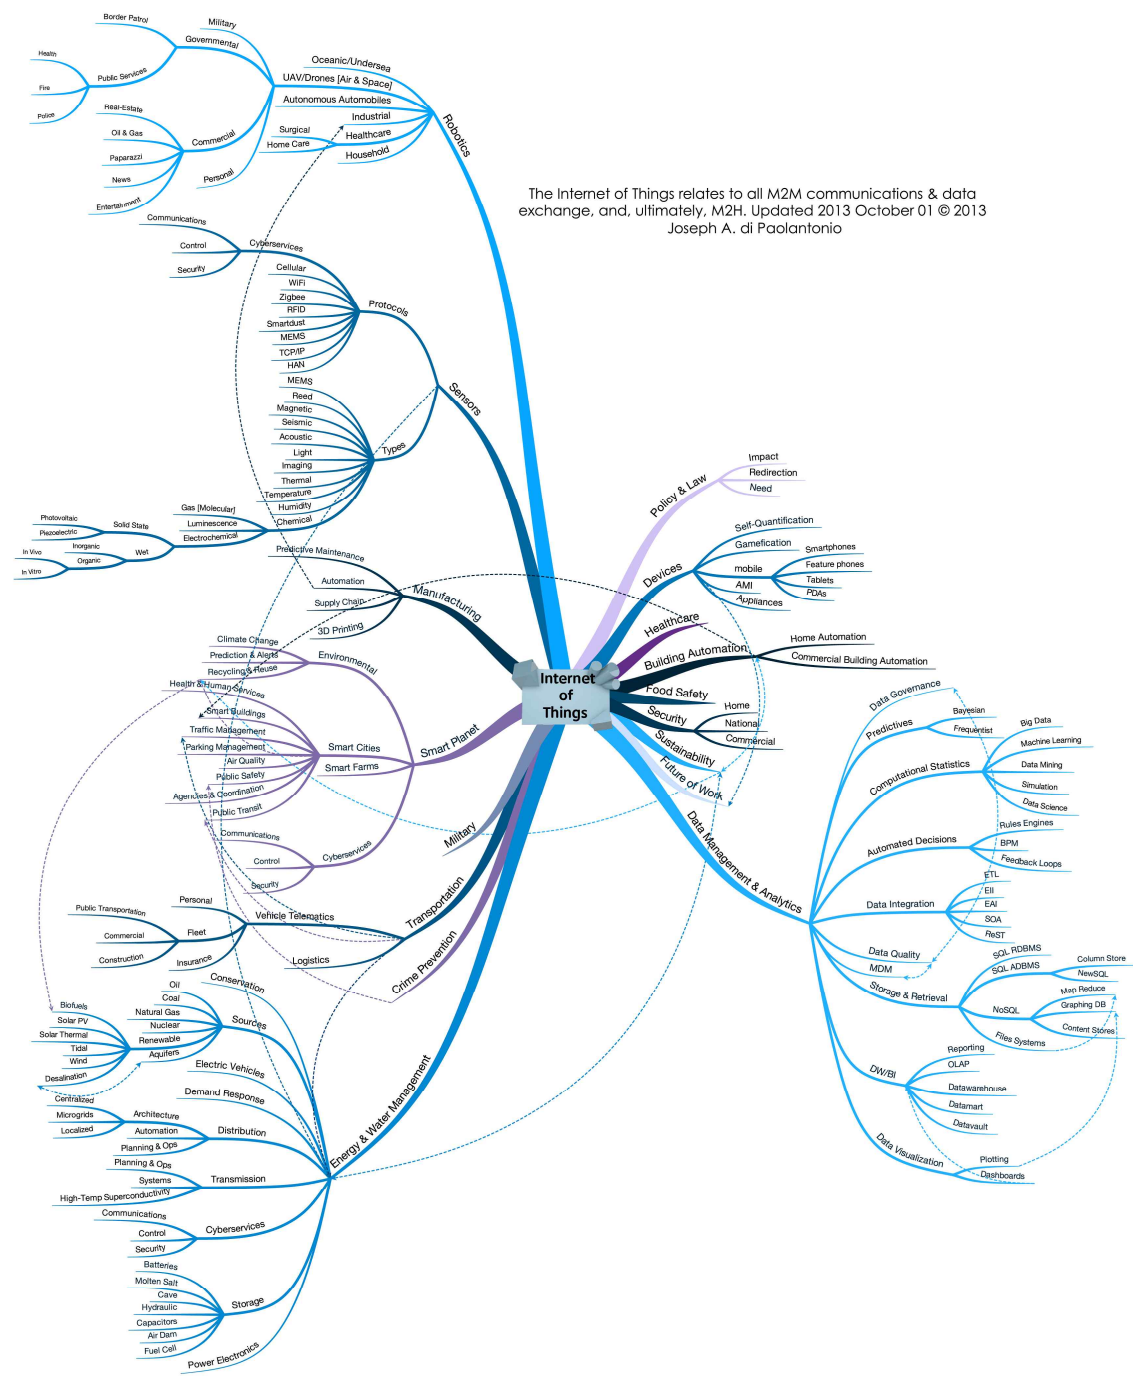 The Internet of Things relates to all M2M communications & data
exchange, and, ultimately, M2H. Updated 2013 October 01 © 2013
Joseph A. di Paolantonio
Internet
of
Things
Robotics
Oceanic/Undersea
UAV/Drones [Air & Space]
Military
Governmental
Border Patrol
Public Services
Health
Fire
Police
Commercial
Real-Estate
Oil & Gas
Paparazzi
News
Entertainment
Personal
Autonomous Automobiles
Industrial
Healthcare
Surgical
Home Care
Household
Sensors
Protocols
Cyberservices
Communications
Control
Security
Cellular
WiFi
Zigbee
RFID
Smartdust
MEMS
TCP/IP
HAN
Types
MEMS
Reed
Magnetic
Seismic
Acoustic
Light
Imaging
Thermal
Temperature
Humidity
Chemical
Gas [Molecular]
Luminescence
Electrochemical
Solid State
Photovoltaic
Piezoelectric
Wet
Inorganic
Organic
In Vivo
In Vitro
Manufacturing
Predictive Maintenance
Automation
Supply Chain
3D Printing
Smart Planet
Environmental
Climate Change
Prediction & Alerts
Recycling & Reuse
Smart Cities
Health & Human Services
Smart Buildings
Traffic Management
Parking Management
Air Quality
Public Safety
Agencies & Coordination
Public Transit
Smart Farms
Cyberservices
Communications
Control
Security
Military
Transportation
Vehicle Telematics
Personal
Fleet
Public Transportation
Commercial
Construction
Insurance
Logistics
Crime Prevention
Energy & Water Management
Conservation
Sources
Oil
Coal
Natural Gas
Nuclear
Renewable
Biofuels
Solar PV
Solar Thermal
Tidal
Wind
Desalination
Aquifers
Electric Vehicles
Demand Response
Distribution
Architecture
Centralized
Microgrids
Localized
Automation
Planning & Ops
Transmission
Planning & Ops
Systems
High-Temp Superconductivity
Cyberservices
Communications
Control
Security
Storage
Batteries
Molten Salt
Cave
Hydraulic
Capacitors
Air Dam
Fuel Cell
Power Electronics
Policy & Law
Impact
Redirection
Need
Devices
Self-Quantification
Gamefication
mobile
Smartphones
Feature phones
Tablets
PDAs
AMI
Appliances
Healthcare
Building Automation
Home Automation
Commercial Building Automation
Food Safety
Security
Home
National
Commercial
Sustainability
Future of Work
Data Management & Analytics
Data Governance
Predictives
Bayesian
Frequentist
Computational Statistics
Big Data
Machine Learning
Data Mining
Simulation
Data Science
Automated Decisions
Rules Engines
BPM
Feedback Loops
Data Integration
ETL
EII
EAI
SOA
ReST
Data Quality
MDM
Storage & Retrieval
SQL RDBMS
SQL ADBMS
Column Store
NewSQL
NoSQL
Map Reduce
Graphing DB
Content Stores
Files Systems
DW/BI
Reporting
OLAP
Datawarehouse
Datamart
Datavault
Data Visualization
Plotting
Dashboards